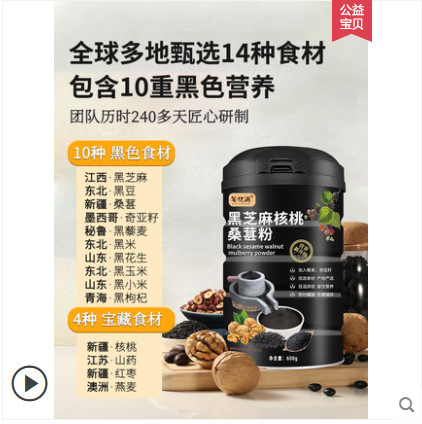 公益
宝贝
全球多地甄选14种食材
包含10重黑色营养
团队历时240多天匠心研制
10种 黑色食材
江西·黑芝麻
东北·黑豆
新疆·桑葚
墨西哥·奇亚籽
秘鲁·黑藜麦
东北·黑米
山东·黑花生
东北·黑玉米
山东·黑小米
青海·黑枸杞
4种 宝藏食材
新疆·核桃
江苏·山药
新疆·红枣
澳洲·燕麦
黑芝麻核桃
桑葚粉
Black sesame walnut
mulberry powder
净含量:600g